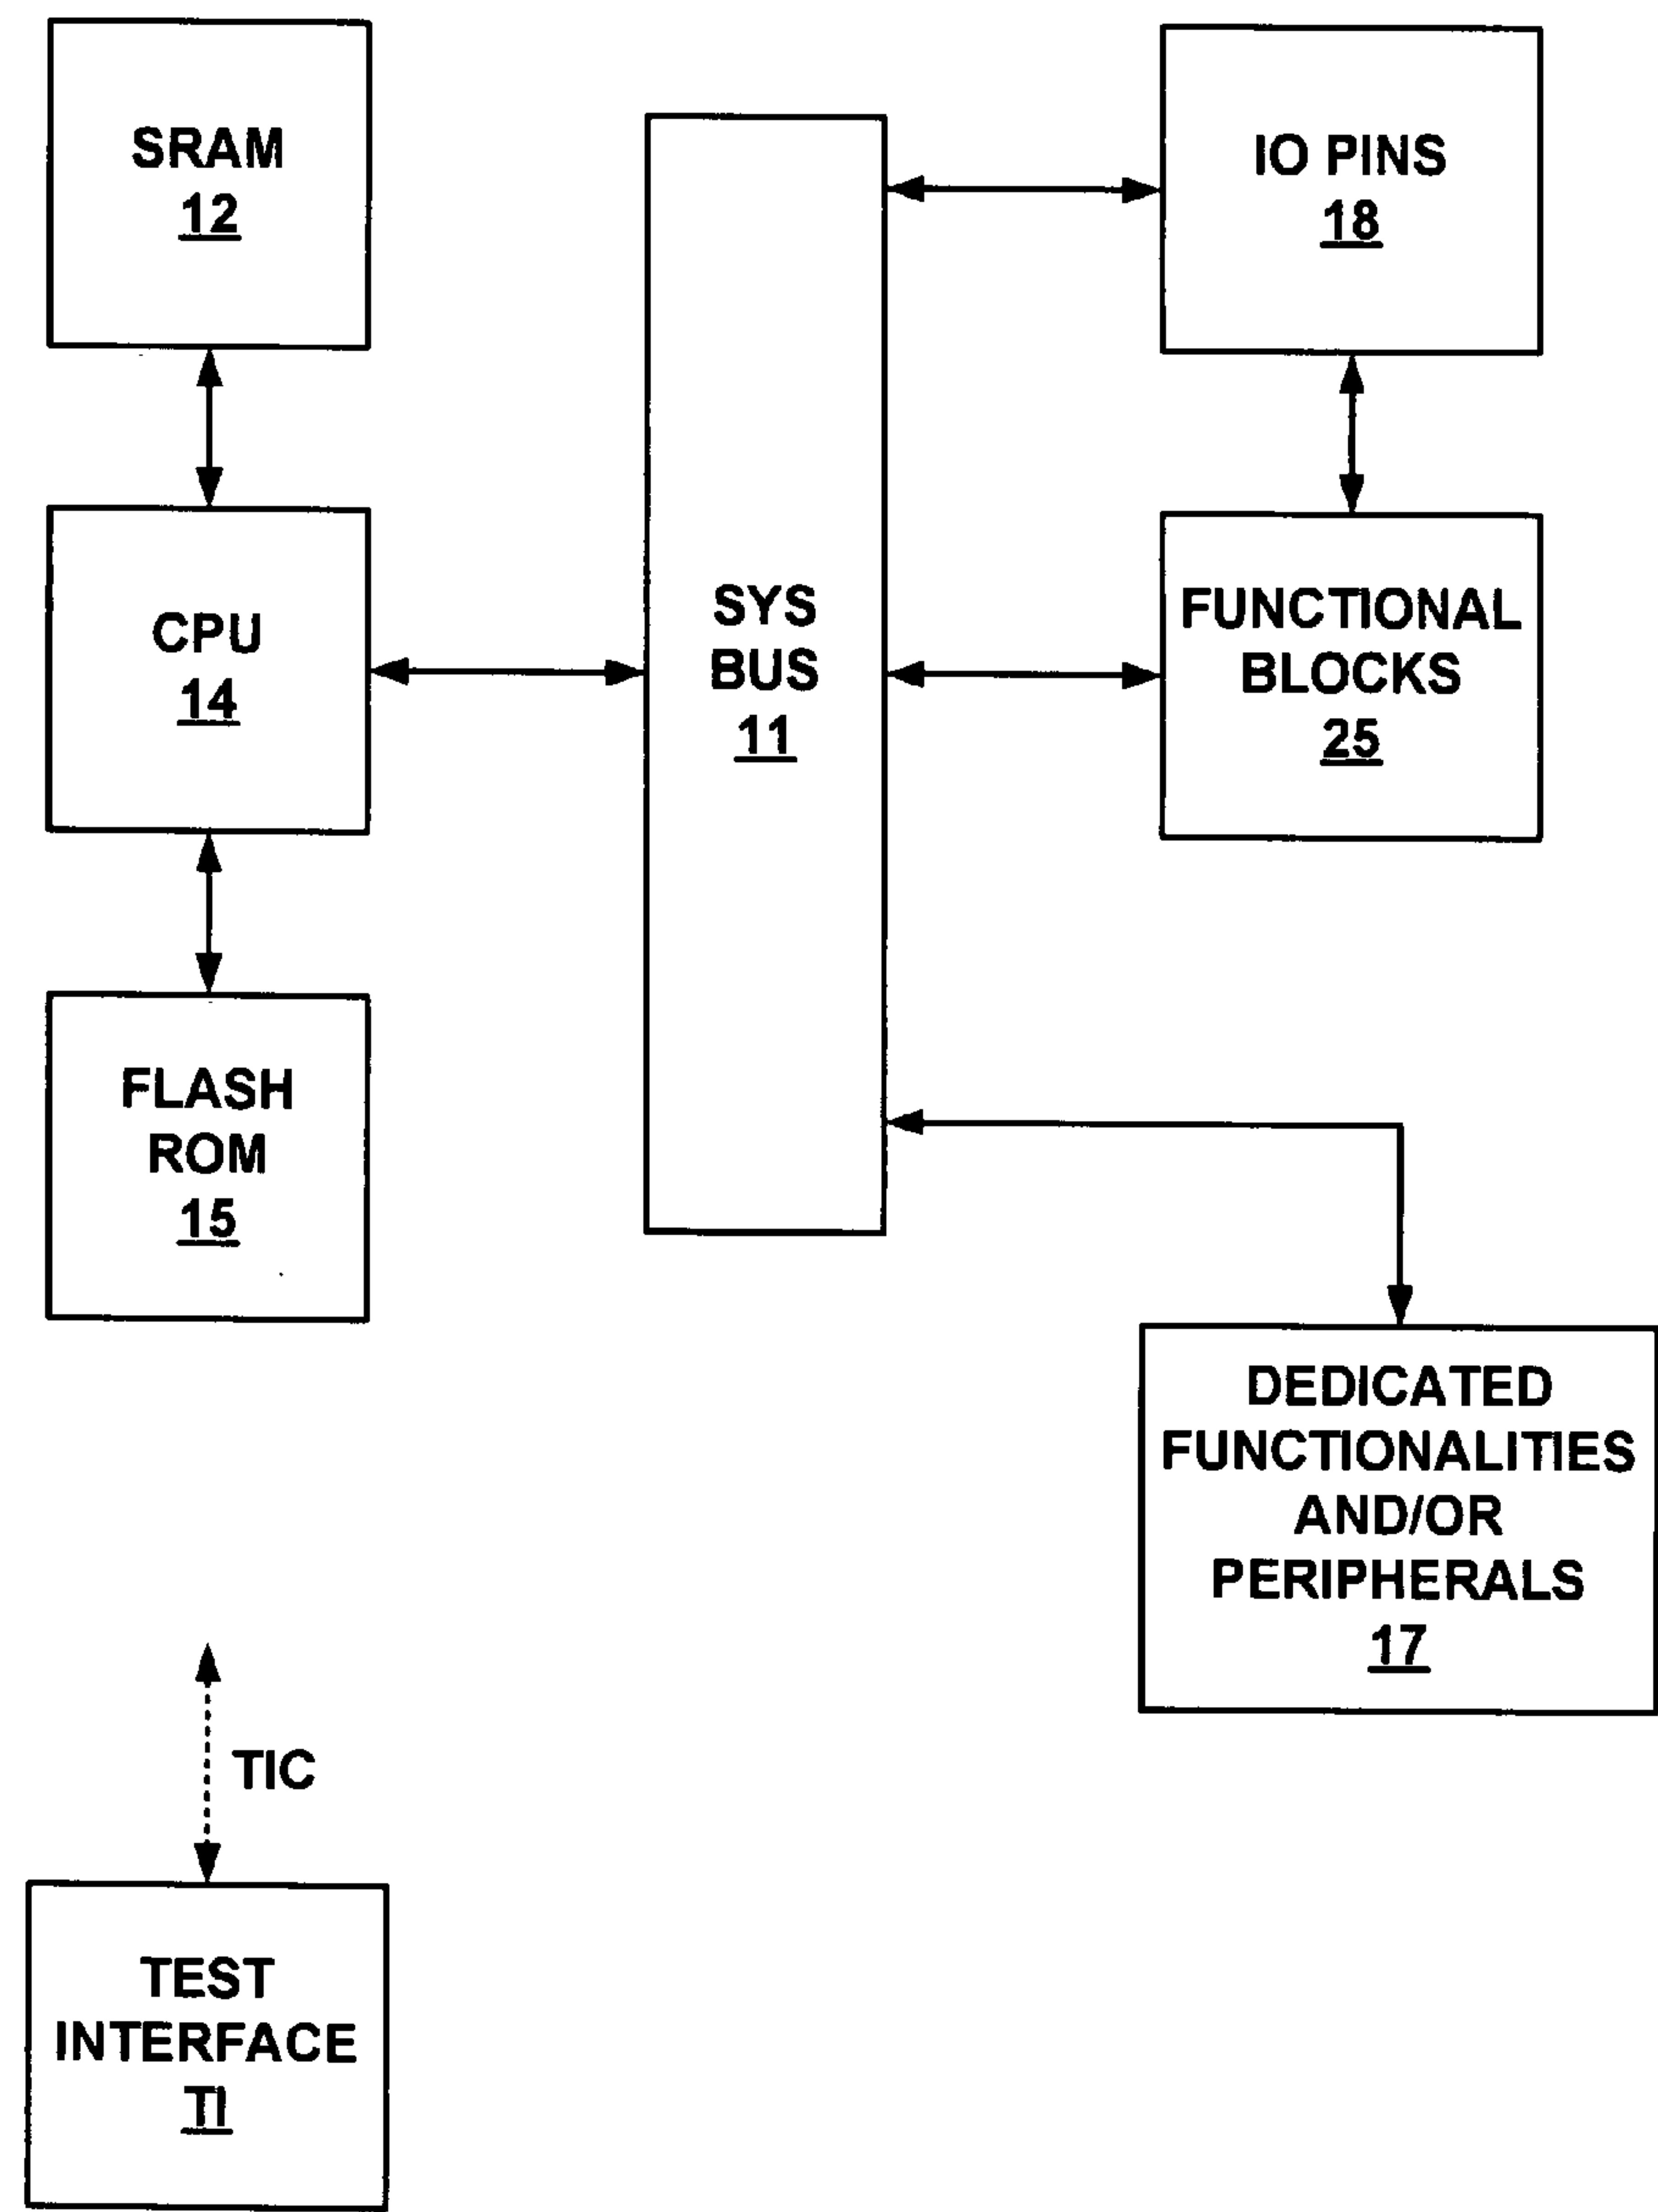 SRAM
12
CPU
14
FLASH
ROM
15
TIC
TEST
INTERFACE
TI
SYS
BUS
11
IO PINS
18
FUNCTIONAL
BLOCKS
25
DEDICATED
FUNCTIONALITIES
AND/OR
PERIPHERALS
17